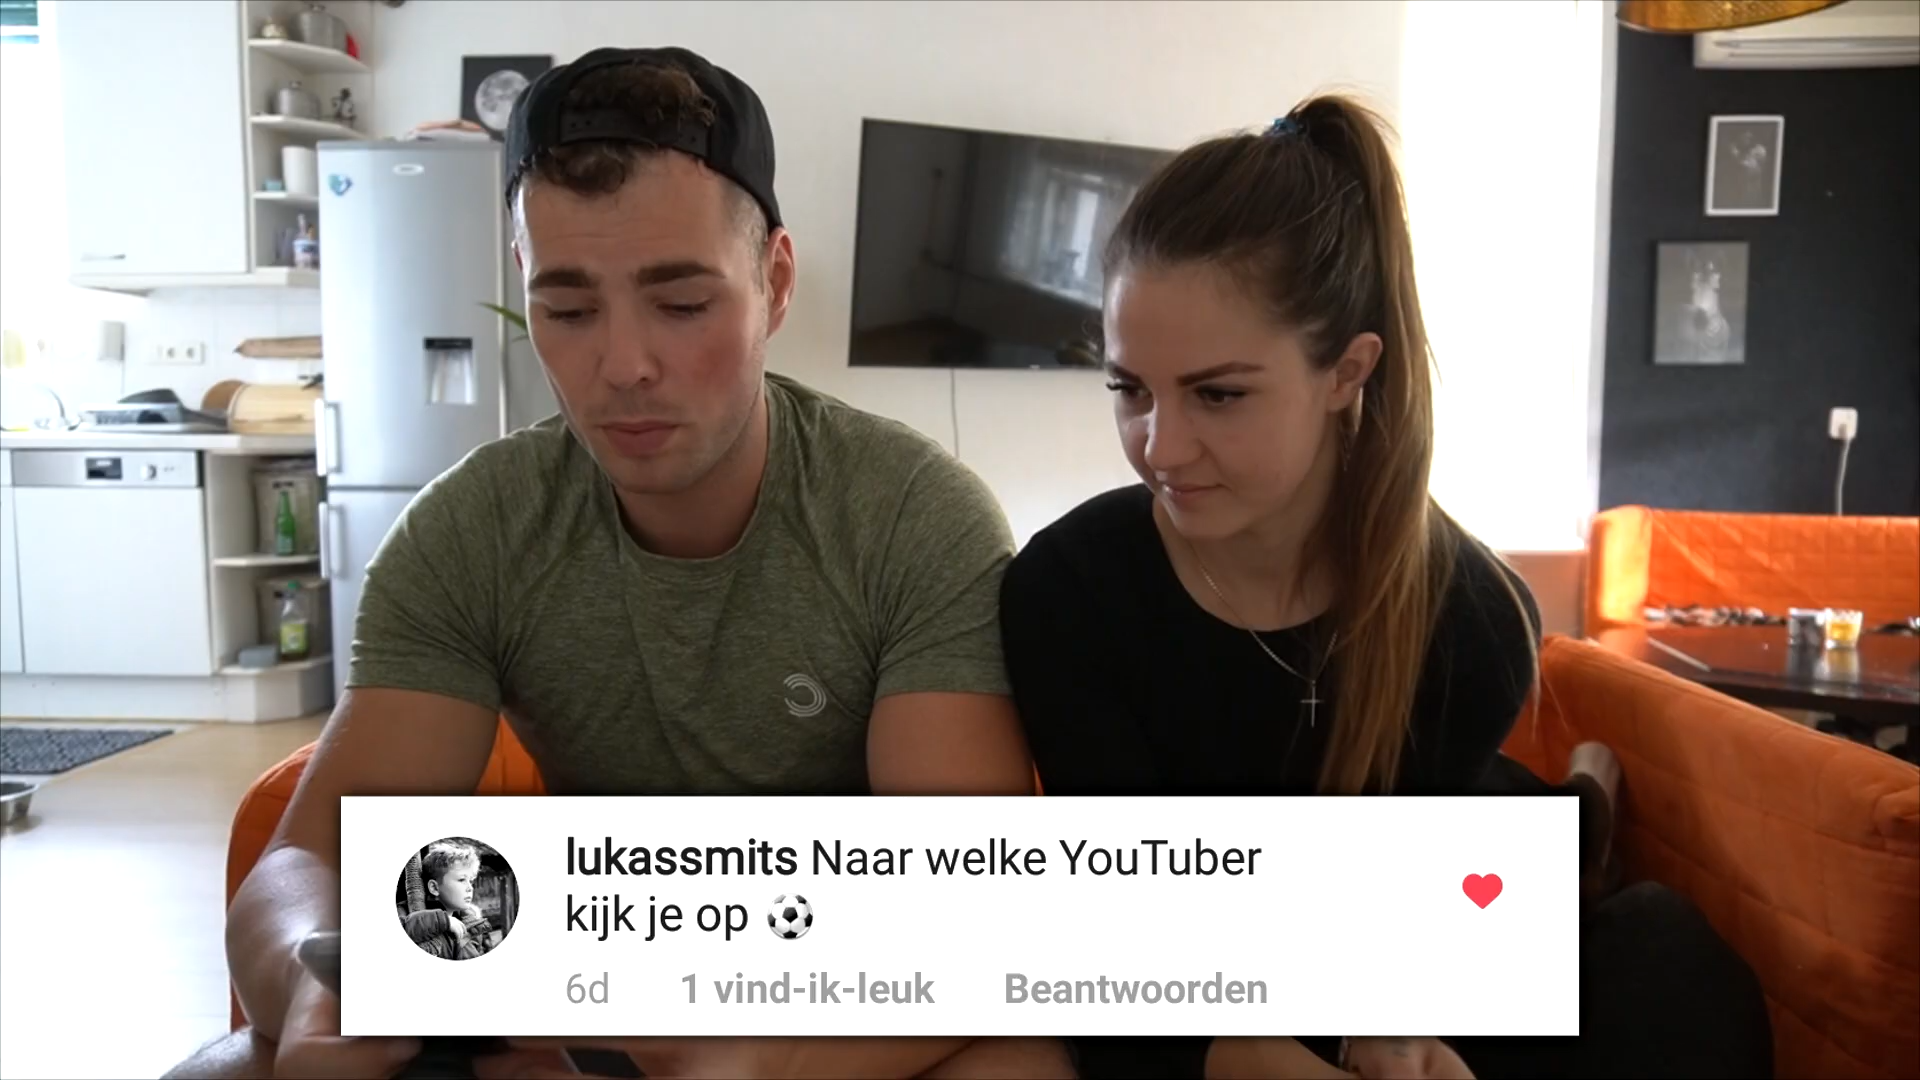 lukassmits Naar welke YouTuber
kijk je op ⚽
6d 1 vind-ik-leuk Beantwoorden